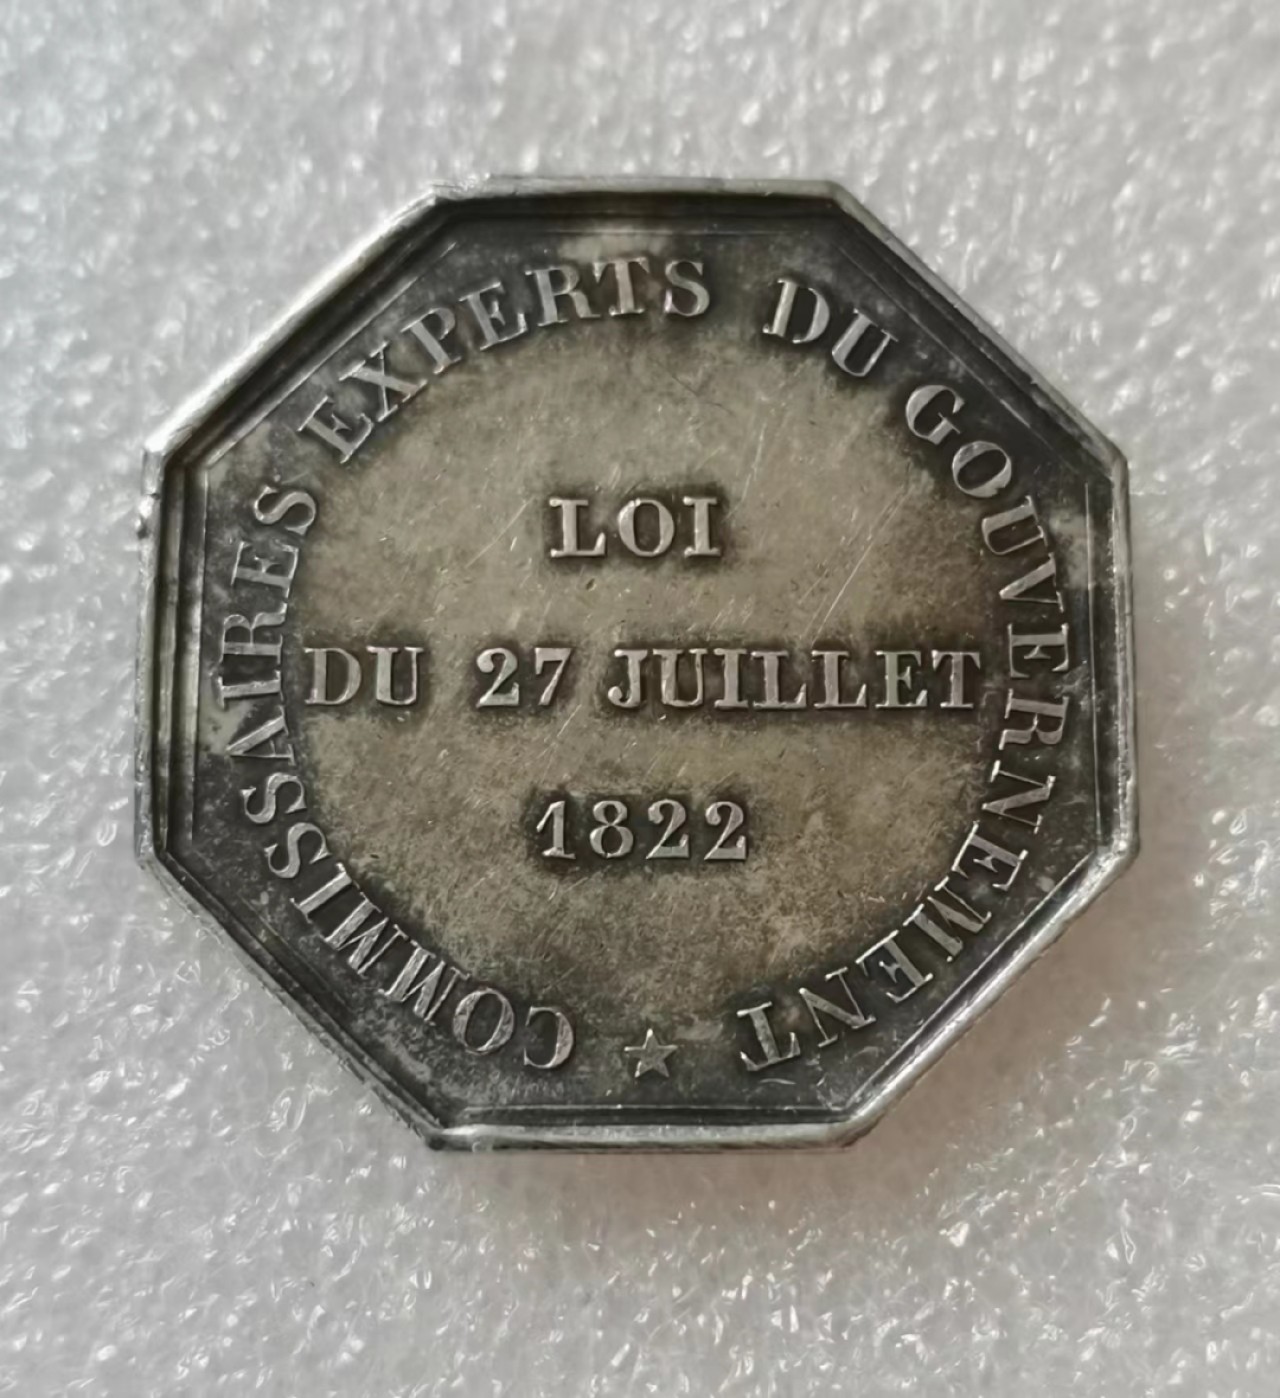 COMMISSAIRES EXPERTS DU GOUVERNEMENT
LOI
DU 27 JUILLET
1822